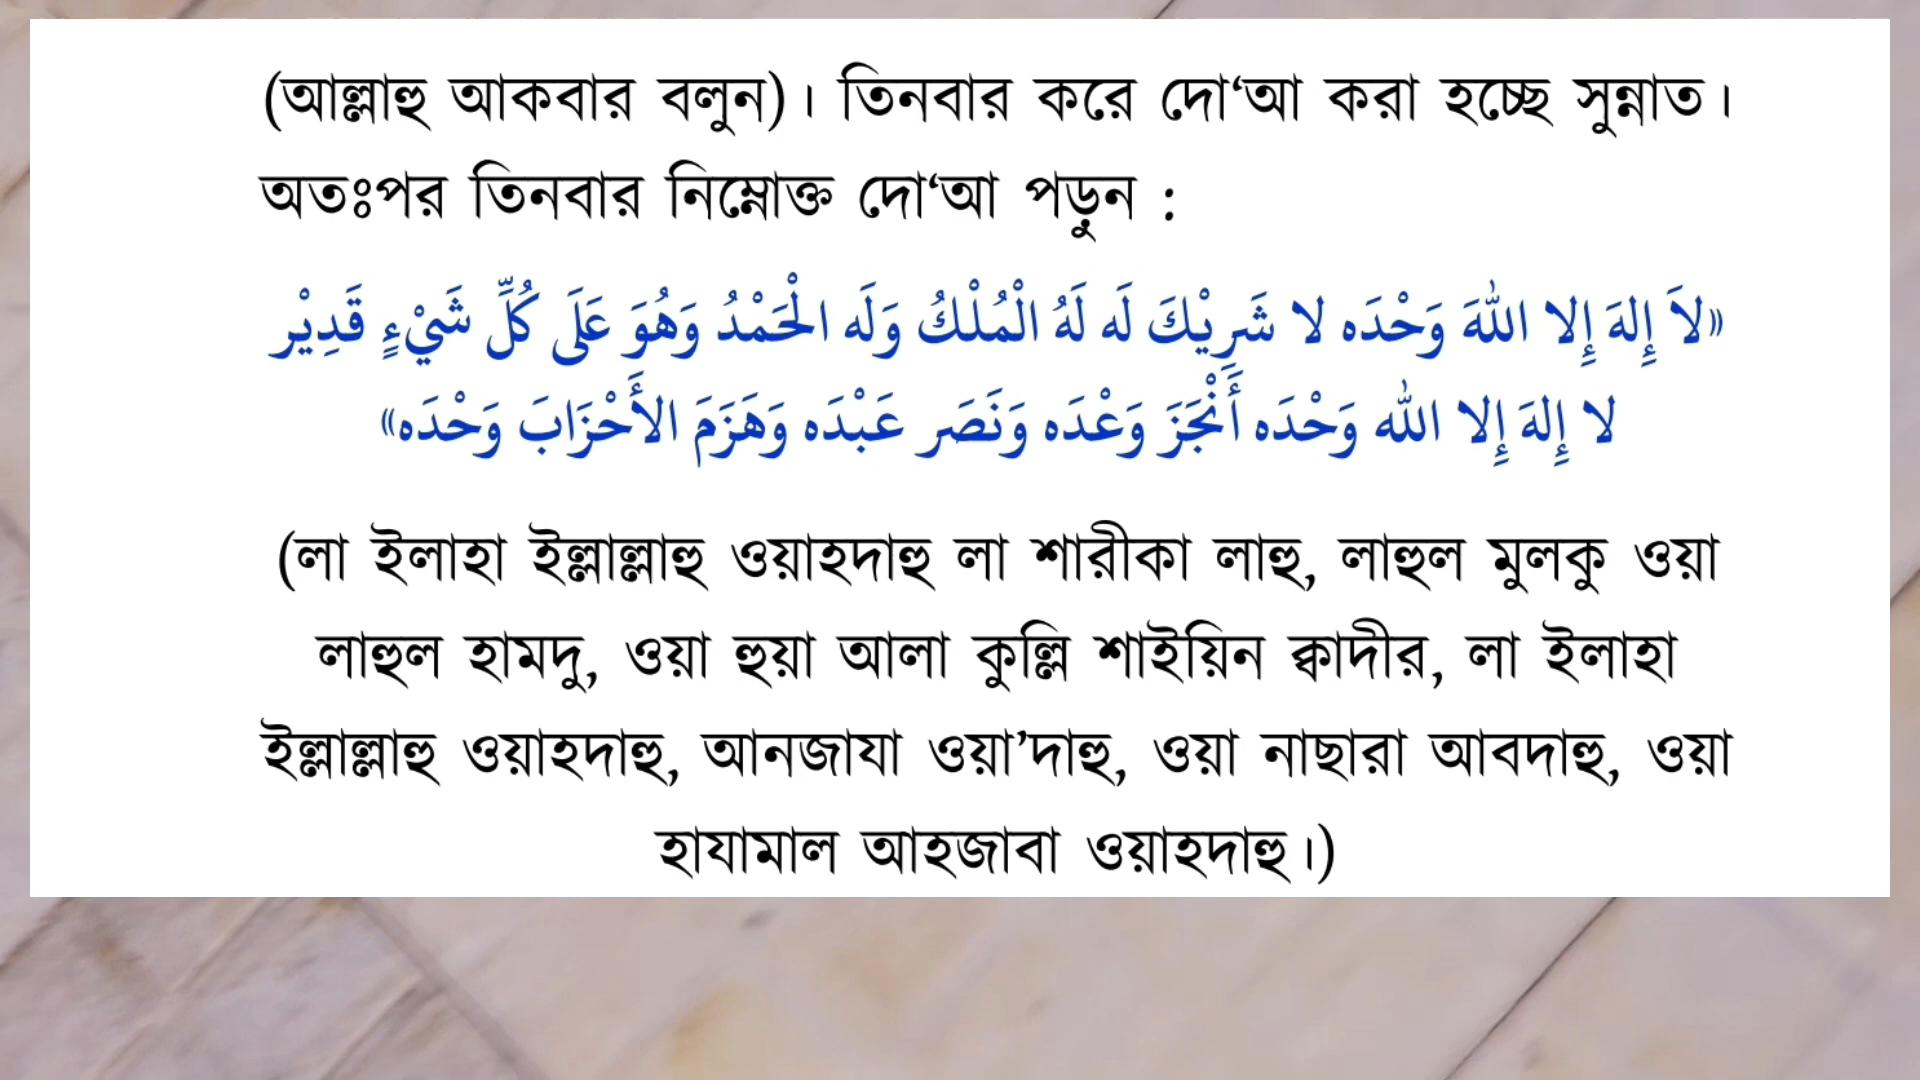 (আল্লাহু আকবার বলুন)। তিনবার করে দো‘আ করা হচ্ছে সুন্নাত।
অতঃপর তিনবার নিম্নোক্ত দো‘আ পড়ুন :
«لاَ إِلهَ إِلا اللهَ وَحْدَه لا شَرِيْكَ لَه لَهُ الْمُلْكُ وَلَه الْحَمْدُ وَهُوَ عَلَى كُلِّ شَيْءٍ قَدِيْر
لا إِلهَ إِلا الله وَحْدَه أَنْجَزَ وَعْدَه وَنَصَر عَبْدَه وَهَزَمَ الأَحْزَابَ وَحْدَه»
(লা ইলাহা ইল্লাল্লাহু ওয়াহদাহু লা শারীকা লাহু, লাহুল মুলকু ওয়া
লাহুল হামদু, ওয়া হুয়া আলা কুল্লি শাইয়িন ক্বাদীর, লা ইলাহা
ইল্লাল্লাহু ওয়াহদাহু, আনজাযা ওয়া’দাহু, ওয়া নাছারা আবদাহু, ওয়া
হাযামাল আহজাবা ওয়াহদাহু।)